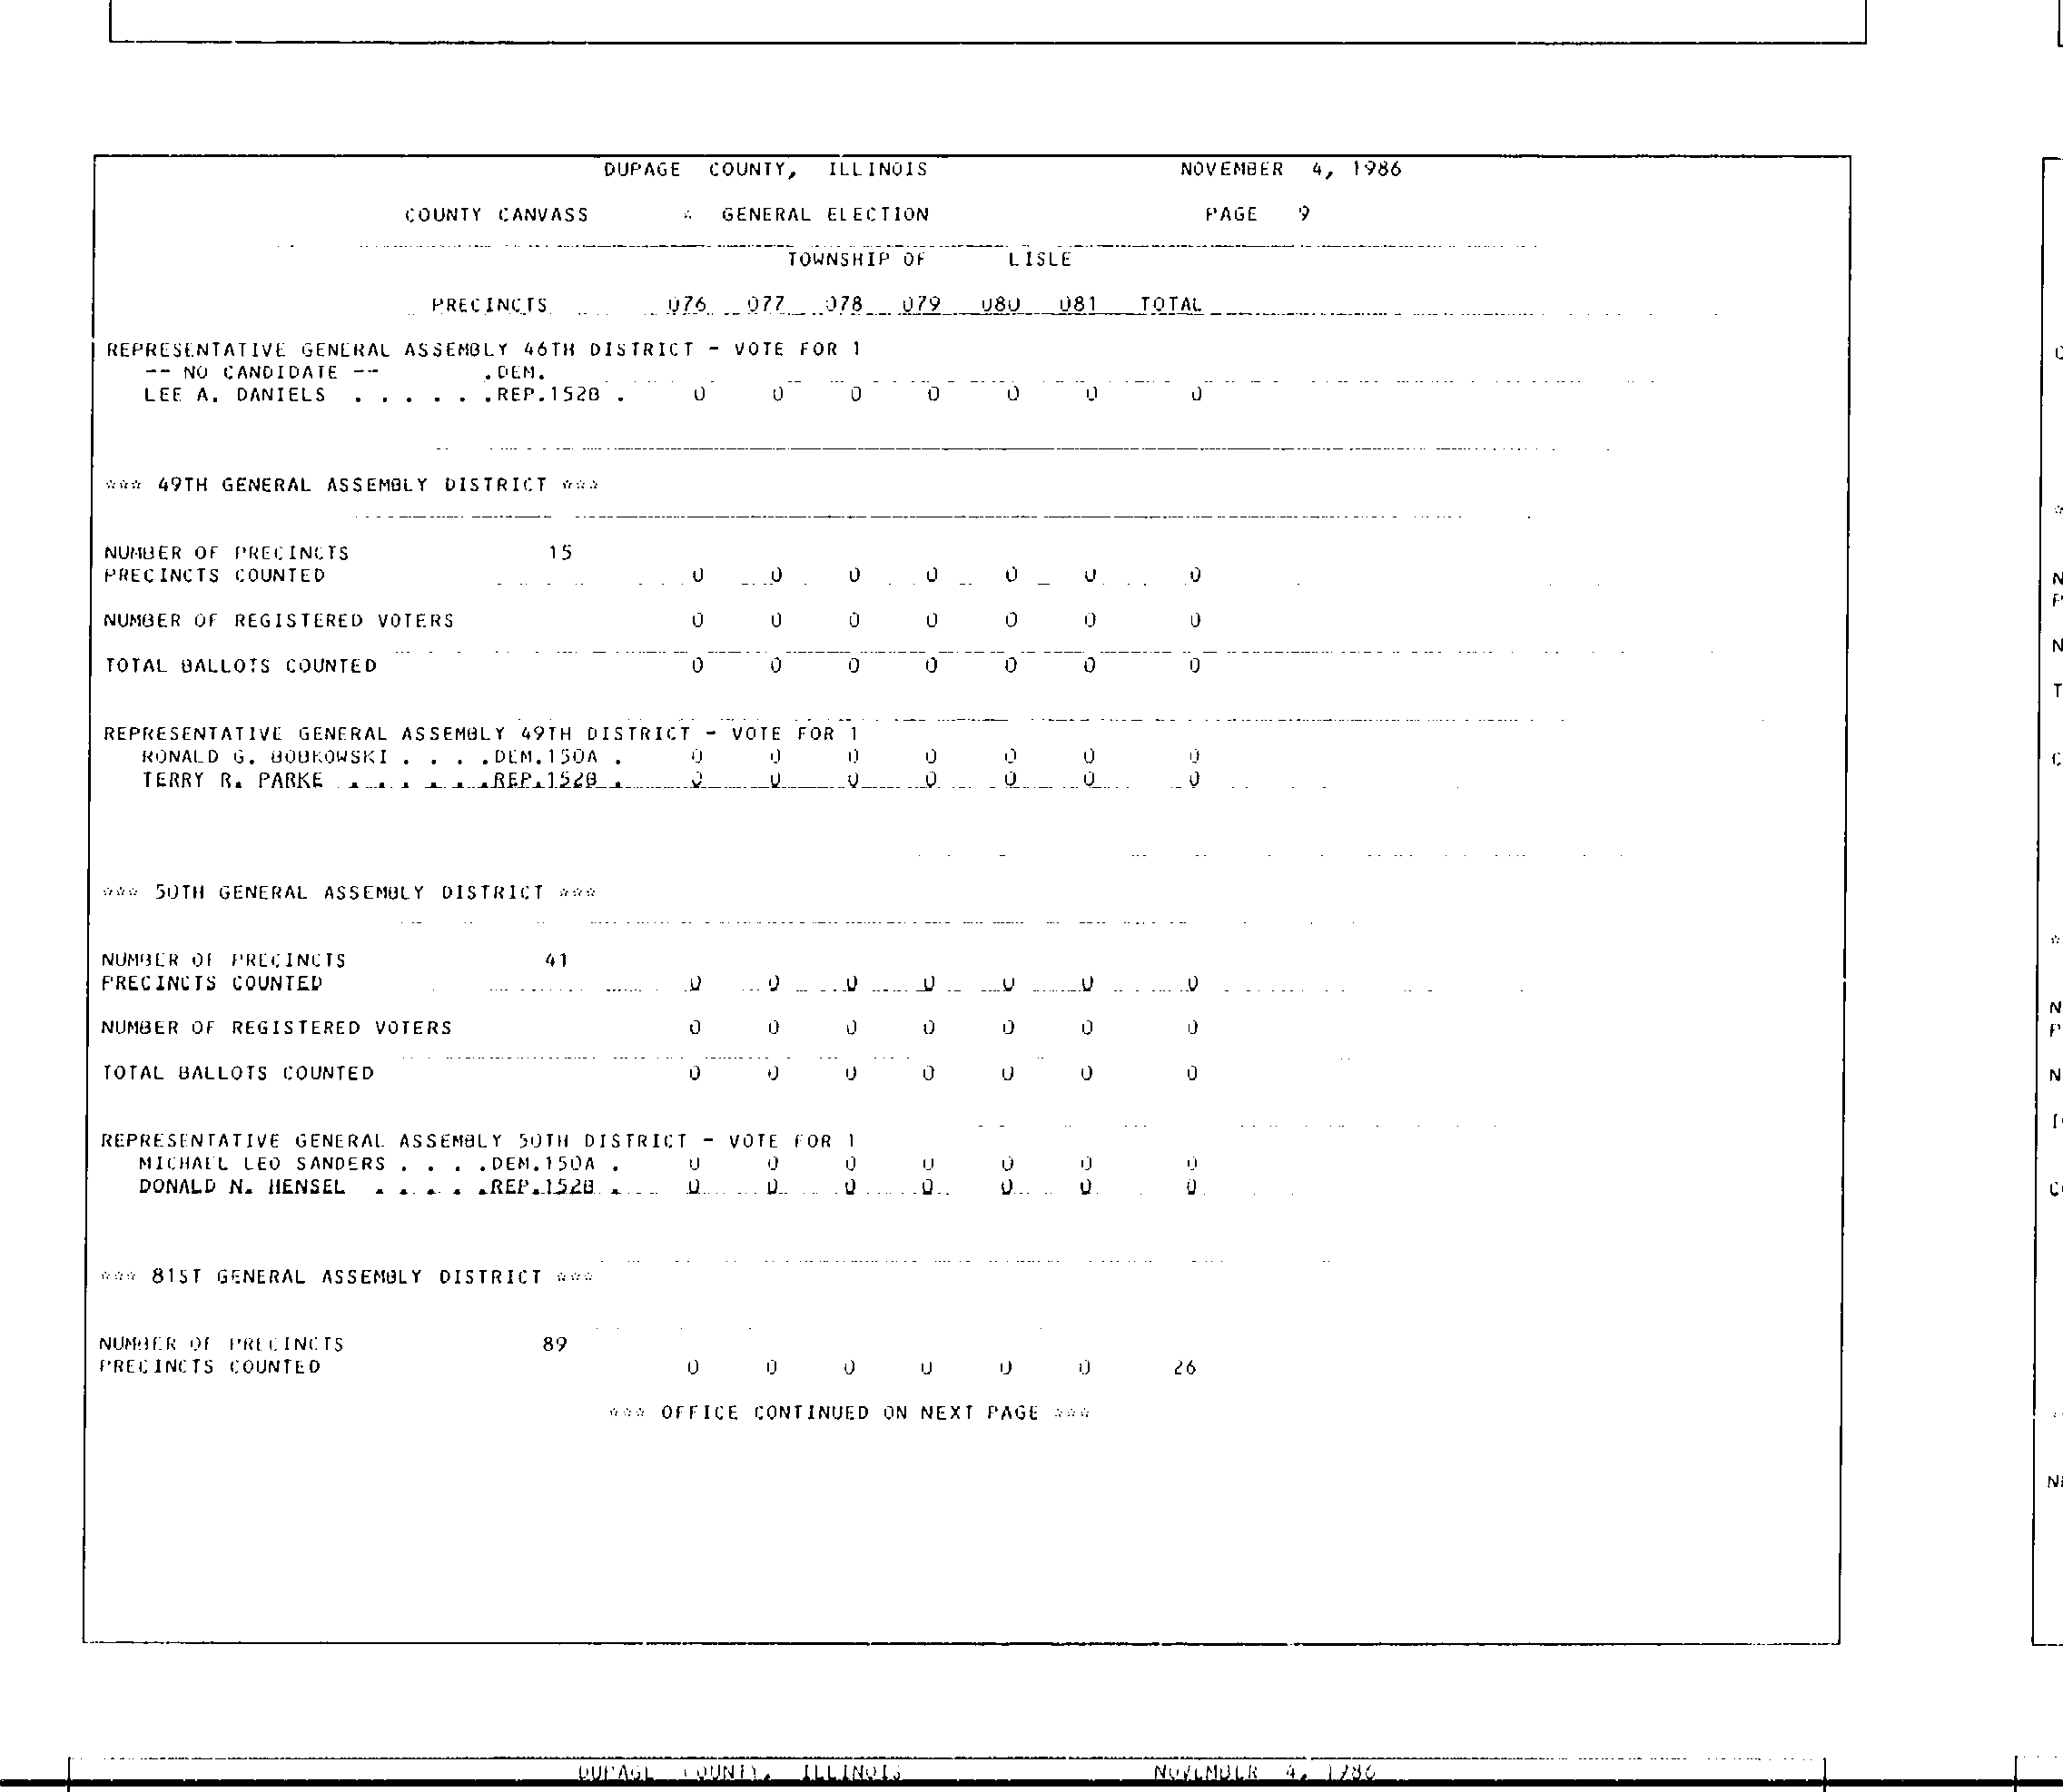 DUPAGE COUNTY, ILLINOIS NOVEMBER 4, 1986
COUNTY CANVASS * GENERAL ELECTION PAGE 9
TOWNSHIP OF LISLE
PRECINCTS 076 077 078 079 080 081 TOTAL
REPRESENTATIVE GENERAL ASSEMBLY 46TH DISTRICT - VOTE FOR 1
-- NO CANDIDATE -- .DEM.
LEE A. DANIELS . . . . . .REP.152B . 0 0 0 0 0 0 0
*** 49TH GENERAL ASSEMBLY DISTRICT ***
NUMBER OF PRECINCTS 15
PRECINCTS COUNTED 0 0 0 0 0 0 0
NUMBER OF REGISTERED VOTERS 0 0 0 0 0 0 0
TOTAL BALLOTS COUNTED 0 0 0 0 0 0 0
REPRESENTATIVE GENERAL ASSEMBLY 49TH DISTRICT - VOTE FOR 1
RONALD G. BOBKOWSKI . . . .DEM.150A . 0 0 0 0 0 0 0
TERRY R. PARKE . . . . . .REP.152B . 0 0 0 0 0 0 0
*** 50TH GENERAL ASSEMBLY DISTRICT ***
NUMBER OF PRECINCTS 41
PRECINCTS COUNTED 0 0 0 0 0 0 0
NUMBER OF REGISTERED VOTERS 0 0 0 0 0 0 0
TOTAL BALLOTS COUNTED 0 0 0 0 0 0 0
REPRESENTATIVE GENERAL ASSEMBLY 50TH DISTRICT - VOTE FOR 1
MICHAEL LEO SANDERS . . . .DEM.150A . 0 0 0 0 0 0 0
DONALD N. HENSEL . . . . .REP.152B . 0 0 0 0 0 0 0
*** 81ST GENERAL ASSEMBLY DISTRICT ***
NUMBER OF PRECINCTS 89
PRECINCTS COUNTED 0 0 0 0 0 0 26
*** OFFICE CONTINUED ON NEXT PAGE ***
DUPAGE COUNTY, ILLINOIS NOVEMBER 4, 1986